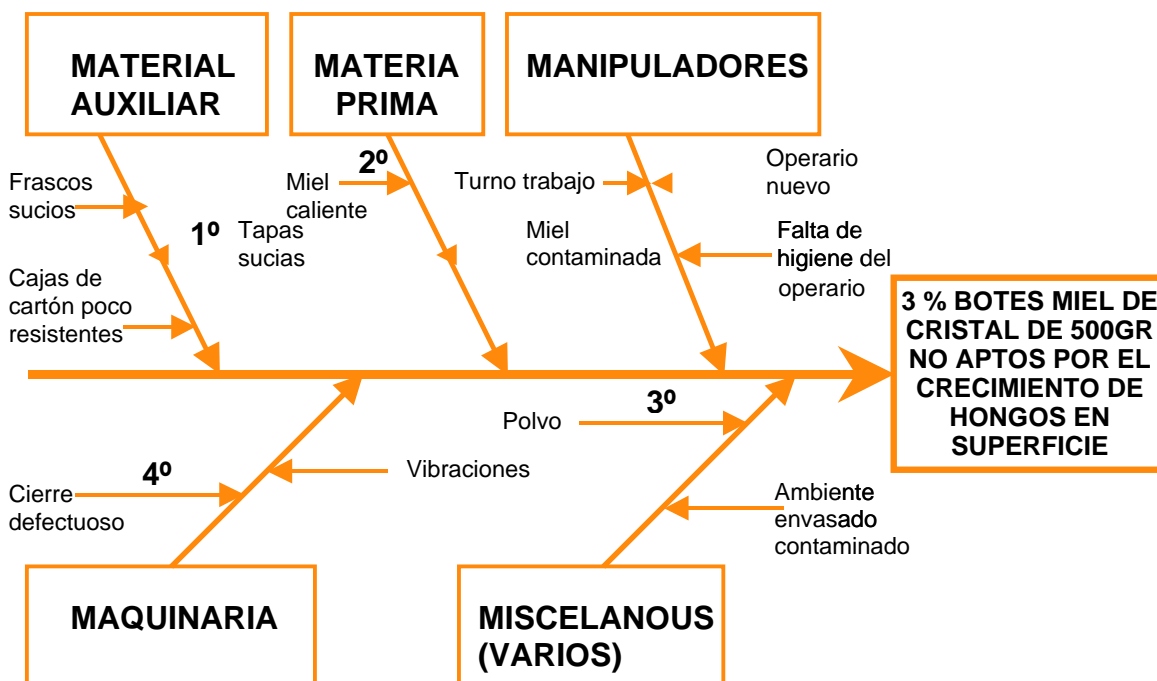 MATERIAL
AUXILIAR
MATERIA
PRIMA
MANIPULADORES
Frascos
sucios
1º
Tapas
sucias
Cajas de
cartón poco
resistentes
2º
Miel
caliente
Turno trabajo
Operario
nuevo
Miel
contaminada
Falta de
higiene del
operario
3 % BOTES MIEL DE
CRISTAL DE 500GR
NO APTOS POR EL
CRECIMIENTO DE
HONGOS EN
SUPERFICIE
4º
Cierre
defectuoso
Vibraciones
Polvo
3º
Ambiente
envasado
contaminado
MAQUINARIA
MISCELANOUS
(VARIOS)